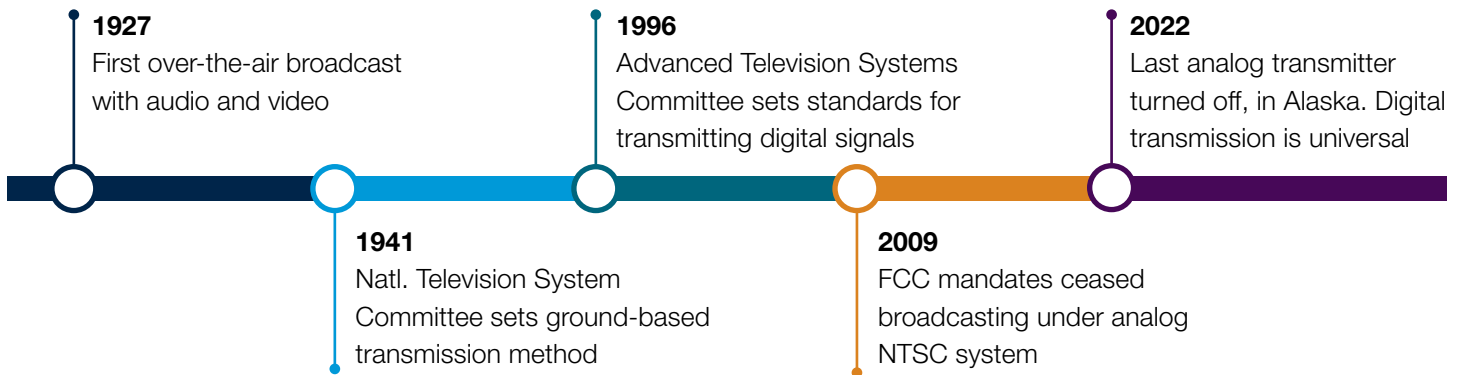 1927
First over-the-air broadcast
with audio and video
1941
Natl. Television System
Committee sets ground-based
transmission method
1996
Advanced Television Systems
Committee sets standards for
transmitting digital signals
2009
FCC mandates ceased
broadcasting under analog
NTSC system
2022
Last analog transmitter
turned off, in Alaska. Digital
transmission is universal